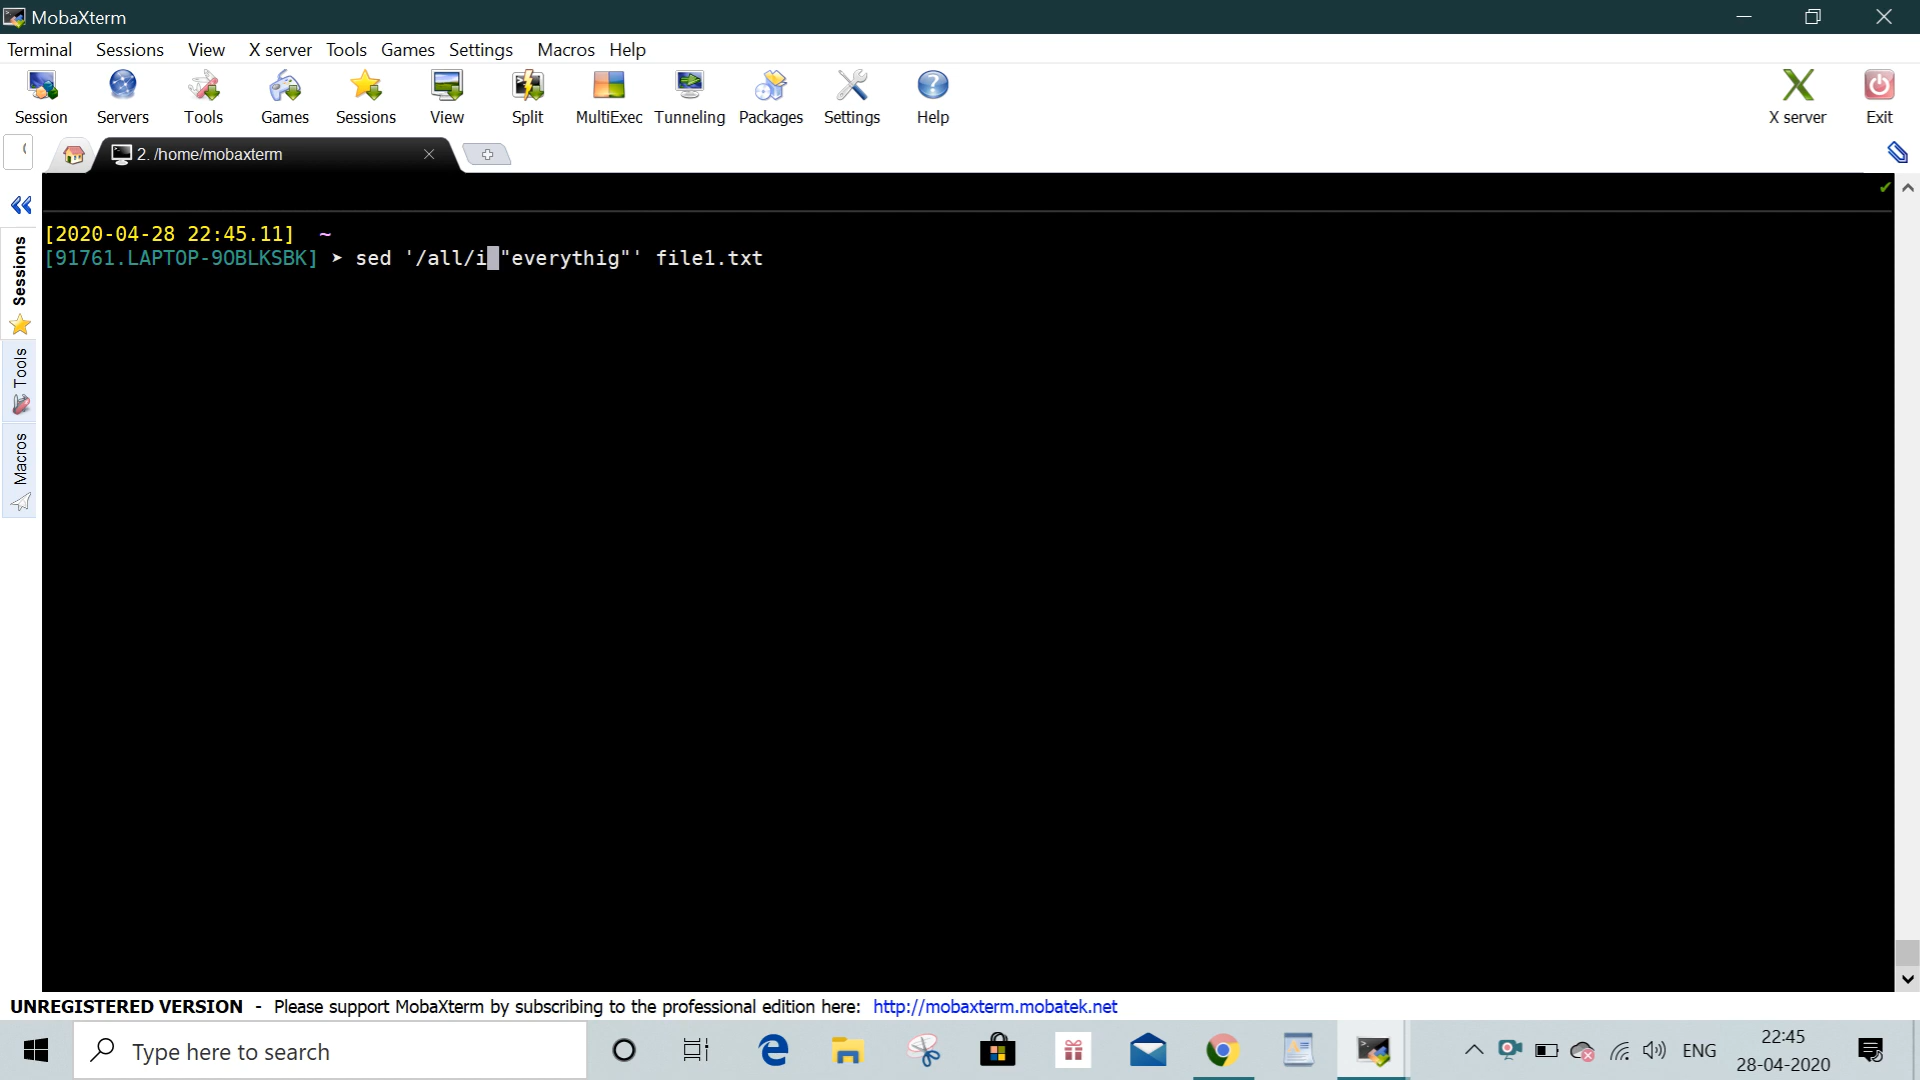 MobaXterm
Terminal Sessions View X server Tools Games Settings Macros Help
Session Servers Tools Games Sessions View Split MultiExec Tunneling Packages Settings Help X server Exit
2. /home/mobaxterm
[2020-04-28 22:45.11] ~
[91761.LAPTOP-9OBLKSBK] ➤ sed '/all/i "everythig"' file1.txt
Sessions
Tools
Macros
UNREGISTERED VERSION - Please support MobaXterm by subscribing to the professional edition here: http://mobaxterm.mobatek.net
Type here to search
ENG
22:45
28-04-2020